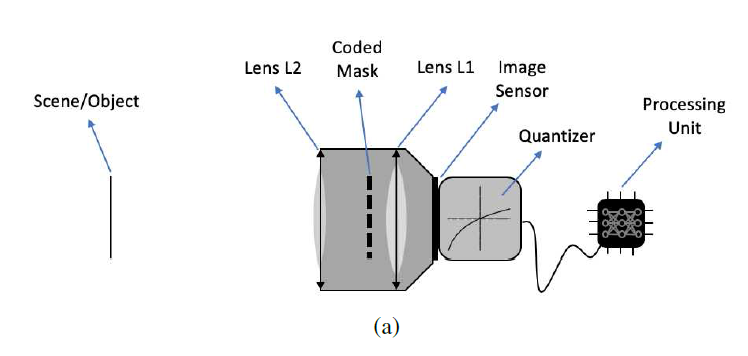 Scene/Object
Lens L2
Coded
Mask
Lens L1
Image
Sensor
Quantizer
Processing
Unit
(a)